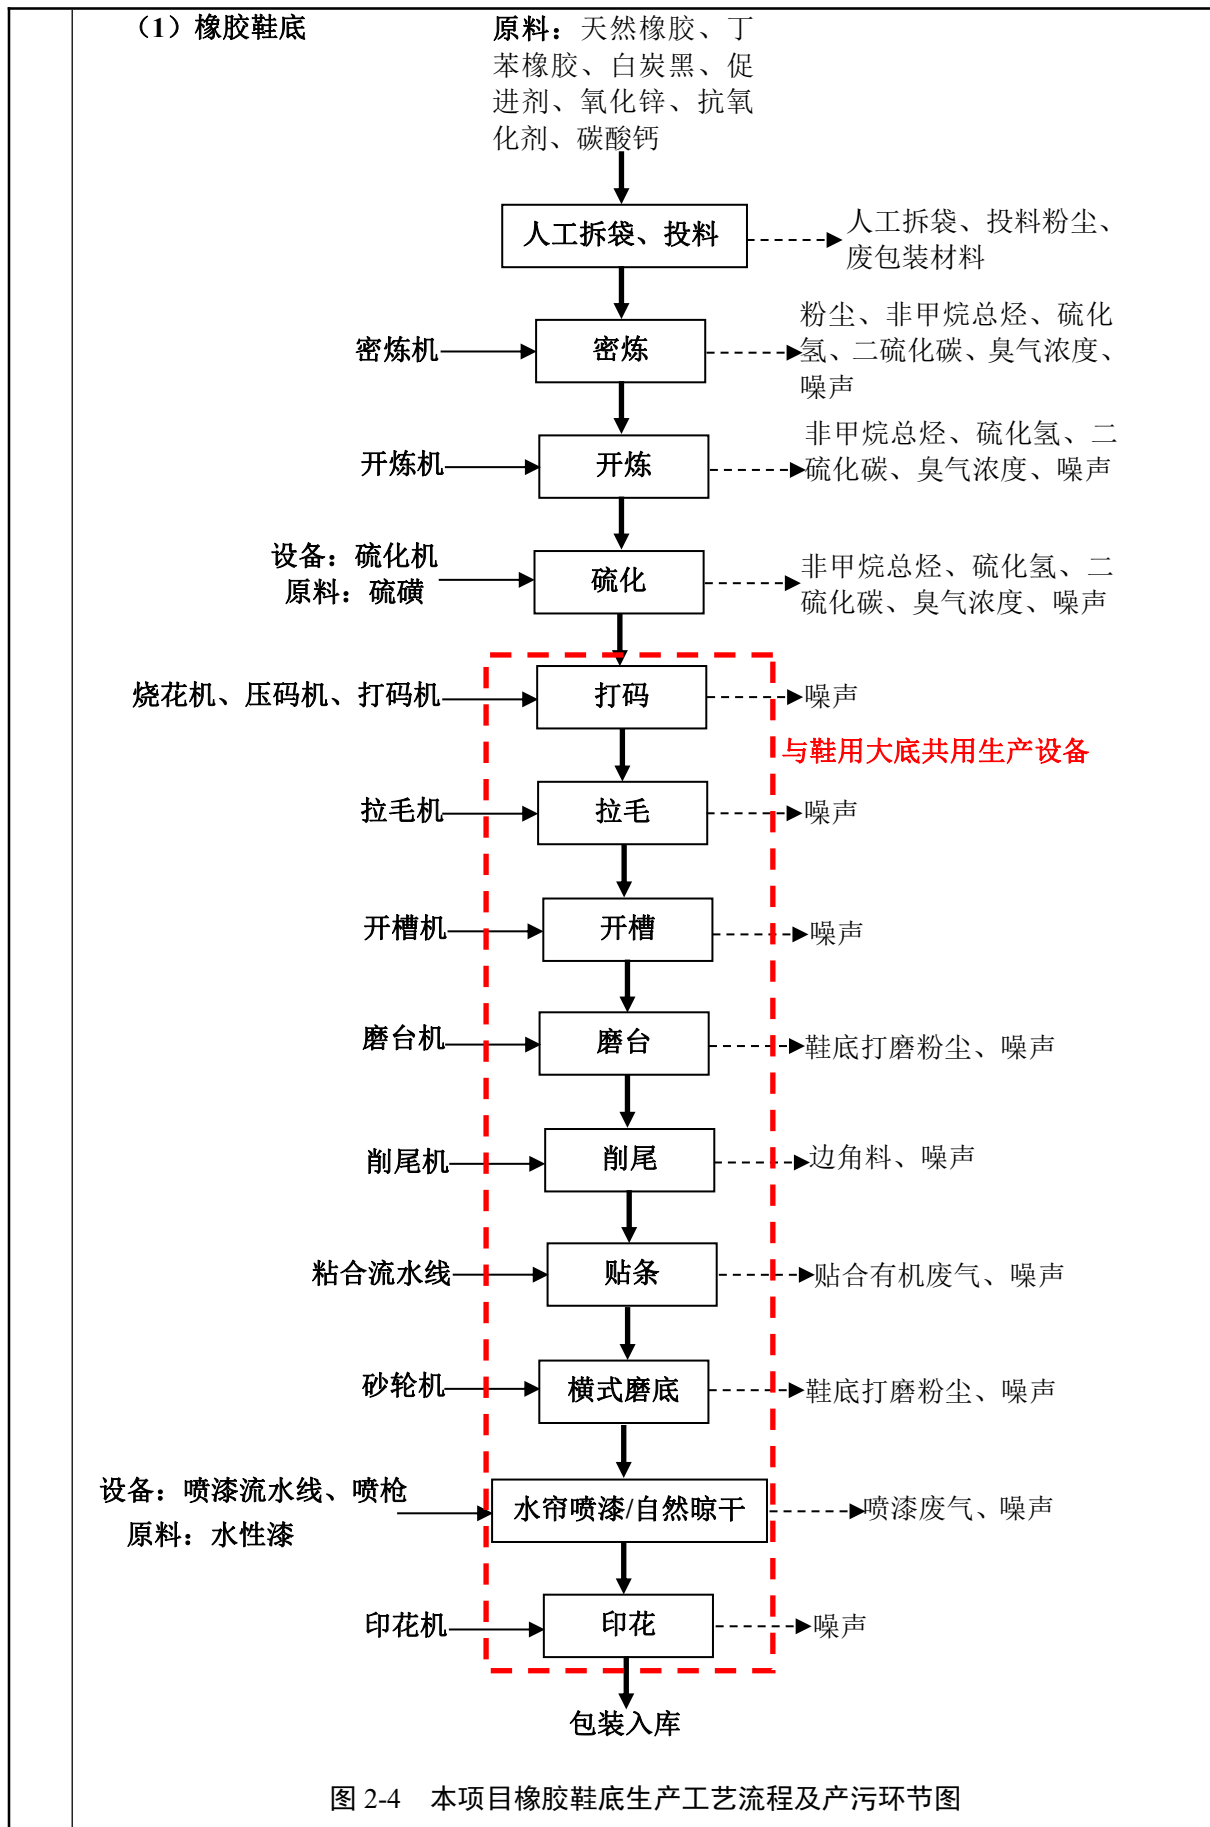 （1）橡胶鞋底
原料：天然橡胶、丁
苯橡胶、白炭黑、促
进剂、氧化锌、抗氧
化剂、碳酸钙
人工拆袋、投料
人工拆袋、投料粉尘、
废包装材料
密炼机
密炼
粉尘、非甲烷总烃、硫化
氢、二硫化碳、臭气浓度、
噪声
开炼机
开炼
非甲烷总烃、硫化氢、二
硫化碳、臭气浓度、噪声
设备：硫化机
原料：硫磺
硫化
非甲烷总烃、硫化氢、二
硫化碳、臭气浓度、噪声
烧花机、压码机、打码机
打码
噪声
与鞋用大底共用生产设备
拉毛机
拉毛
噪声
开槽机
开槽
噪声
磨台机
磨台
鞋底打磨粉尘、噪声
削尾机
削尾
边角料、噪声
粘合流水线
贴条
贴合有机废气、噪声
砂轮机
横式磨底
鞋底打磨粉尘、噪声
设备：喷漆流水线、喷枪
原料：水性漆
水帘喷漆/自然晾干
喷漆废气、噪声
印花机
印花
噪声
包装入库
图 2-4 本项目橡胶鞋底生产工艺流程及产污环节图